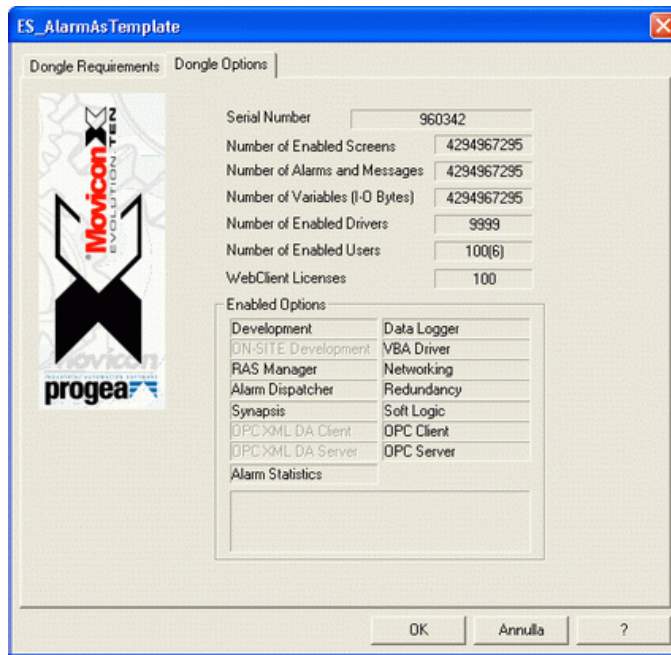 ES_AlarmAsTemplate
Dongle Requirements
Dongle Options
Movicon X
EVOLUTION.TEN
movicon
INDUSTRIAL AUTOMATION SOFTWARE
progea
Serial Number 960342
Number of Enabled Screens 4294967295
Number of Alarms and Messages 4294967295
Number of Variables (I-O Bytes) 4294967295
Number of Enabled Drivers 9999
Number of Enabled Users 100(6)
WebClient Licenses 100
Enabled Options
Development Data Logger
ON-SITE Development VBA Driver
RAS Manager Networking
Alarm Dispatcher Redundancy
Synapsis Soft Logic
OPC XML DA Client OPC Client
OPC XML DA Server OPC Server
Alarm Statistics
OK Annulla ?